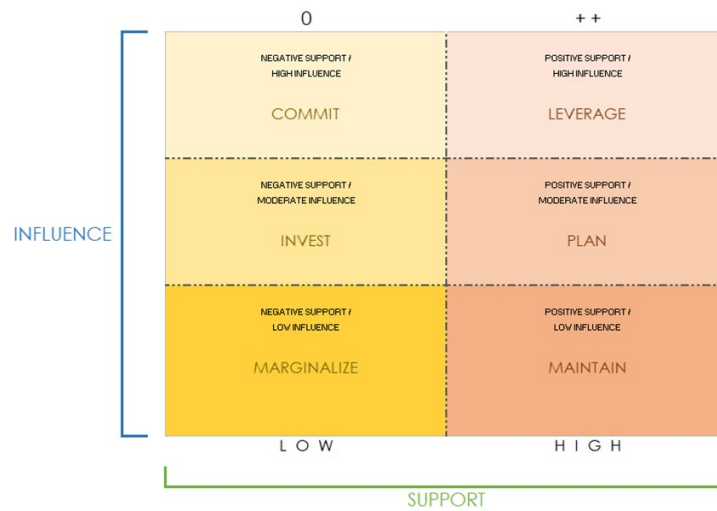 0
++
NEGATIVE SUPPORT /
HIGH INFLUENCE
COMMIT
POSITIVE SUPPORT /
HIGH INFLUENCE
LEVERAGE
NEGATIVE SUPPORT /
MODERATE INFLUENCE
INVEST
POSITIVE SUPPORT /
MODERATE INFLUENCE
PLAN
INFLUENCE
NEGATIVE SUPPORT /
LOW INFLUENCE
MARGINALIZE
POSITIVE SUPPORT /
LOW INFLUENCE
MAINTAIN
LOW
HIGH
SUPPORT